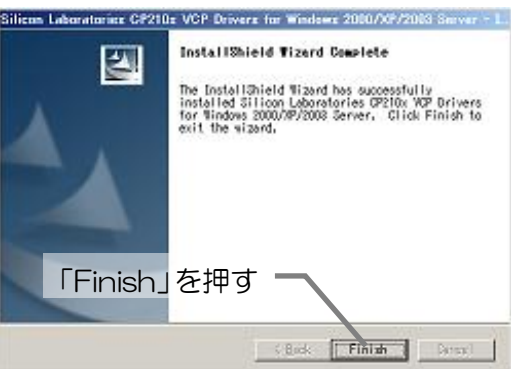 Silicon Laboratories CP210x VCP Drivers for Windows 2000/XP/2003 Server - I...
InstallShield Wizard Complete
The InstallShield Wizard has successfully
installed Silicon Laboratories CP210x VCP Drivers
for Windows 2000/XP/2003 Server. Click Finish to
exit the wizard.
「Finish」を押す
< Back
Finish
Cancel